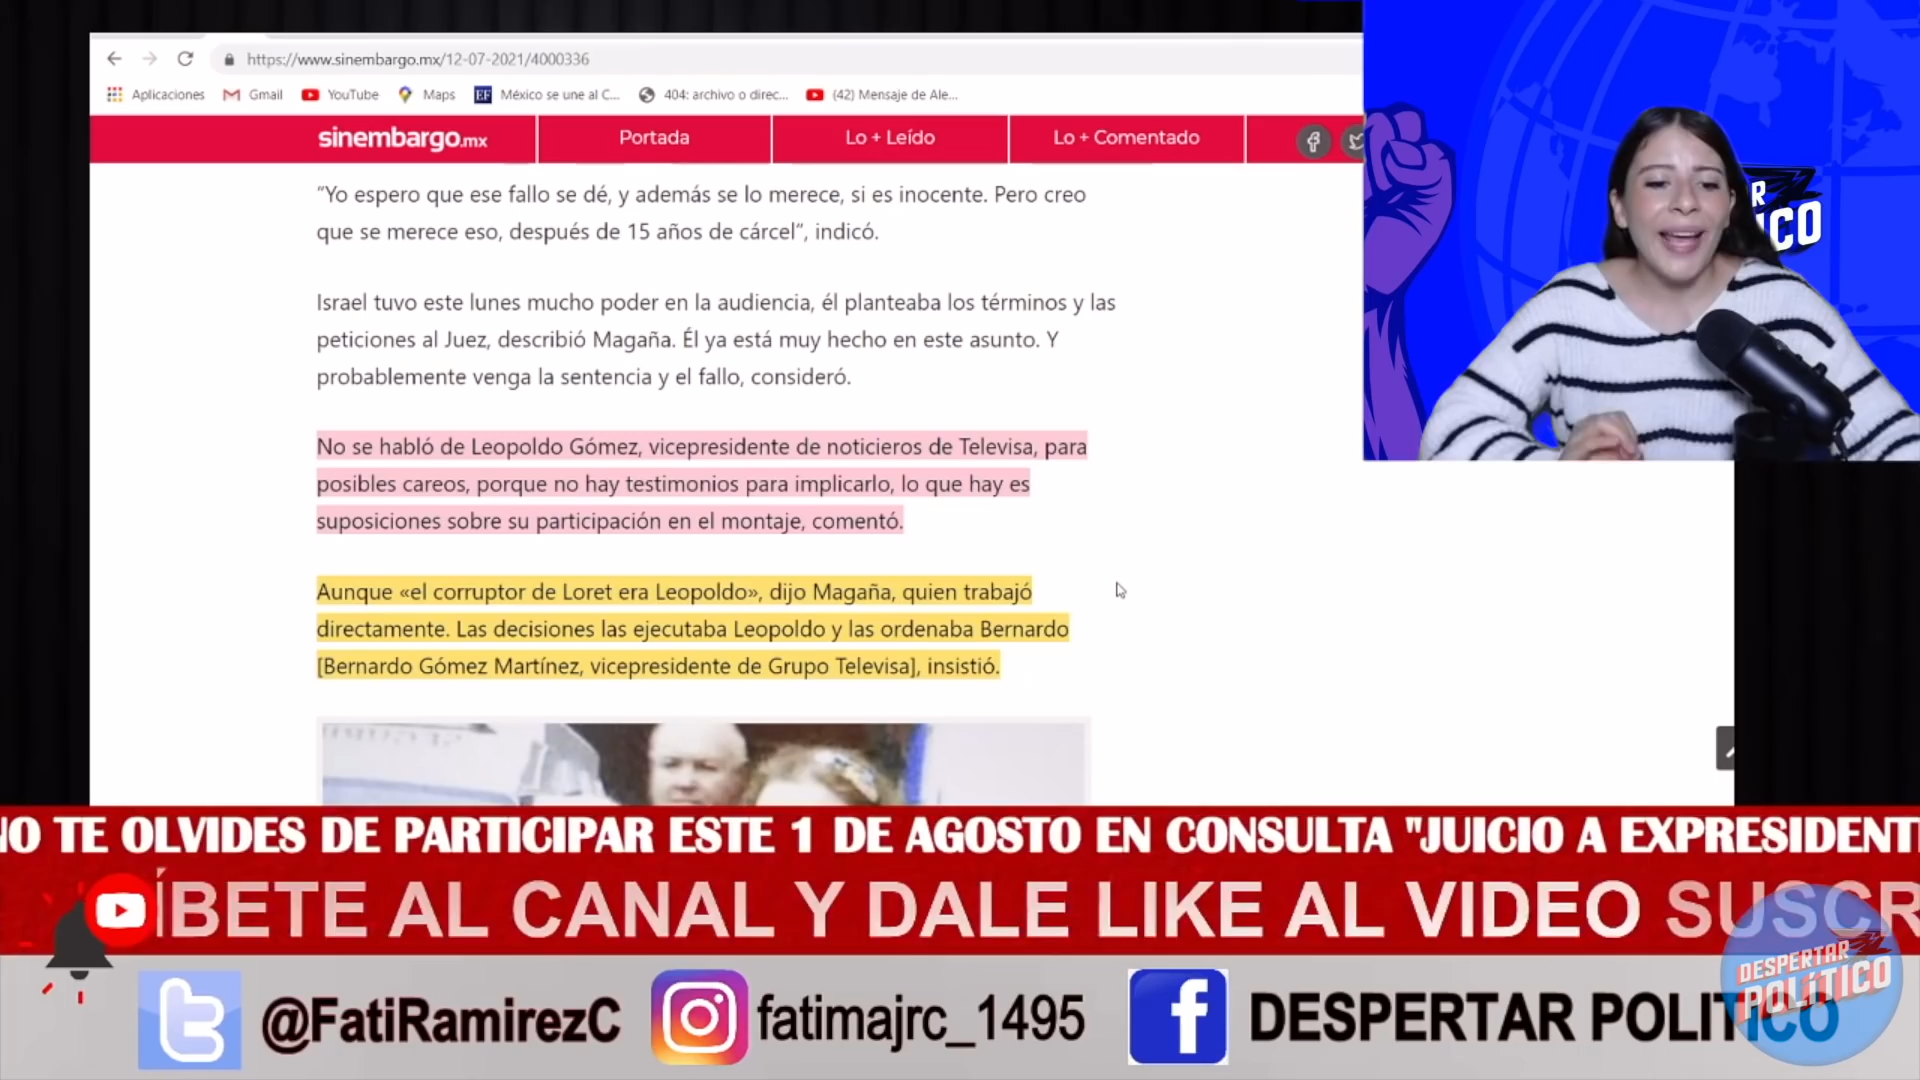 https://www.sinembargo.mx/12-07-2021/4000336
Aplicaciones
Gmail
YouTube
Maps
EF
México se une al C...
404: archivo o direc...
(42) Mensaje de Ale...
sinembargo.mx
Portada
Lo + Leído
Lo + Comentado
“Yo espero que ese fallo se dé, y además se lo merece, si es inocente. Pero creo
que se merece eso, después de 15 años de cárcel”, indicó.
Israel tuvo este lunes mucho poder en la audiencia, él planteaba los términos y las
peticiones al Juez, describió Magaña. Él ya está muy hecho en este asunto. Y
probablemente venga la sentencia y el fallo, consideró.
No se habló de Leopoldo Gómez, vicepresidente de noticieros de Televisa, para
posibles careos, porque no hay testimonios para implicarlo, lo que hay es
suposiciones sobre su participación en el montaje, comentó.
Aunque «el corruptor de Loret era Leopoldo», dijo Magaña, quien trabajó
directamente. Las decisiones las ejecutaba Leopoldo y las ordenaba Bernardo
[Bernardo Gómez Martínez, vicepresidente de Grupo Televisa], insistió.
R
ICO
NO TE OLVIDES DE PARTICIPAR ESTE 1 DE AGOSTO EN CONSULTA "JUICIO A EXPRESIDENT
ÍBETE AL CANAL Y DALE LIKE AL VIDEO SUSCR
DESPERTAR
POLÍTICO
@FatiRamirezC
fatimajrc_1495
DESPERTAR POLITICO